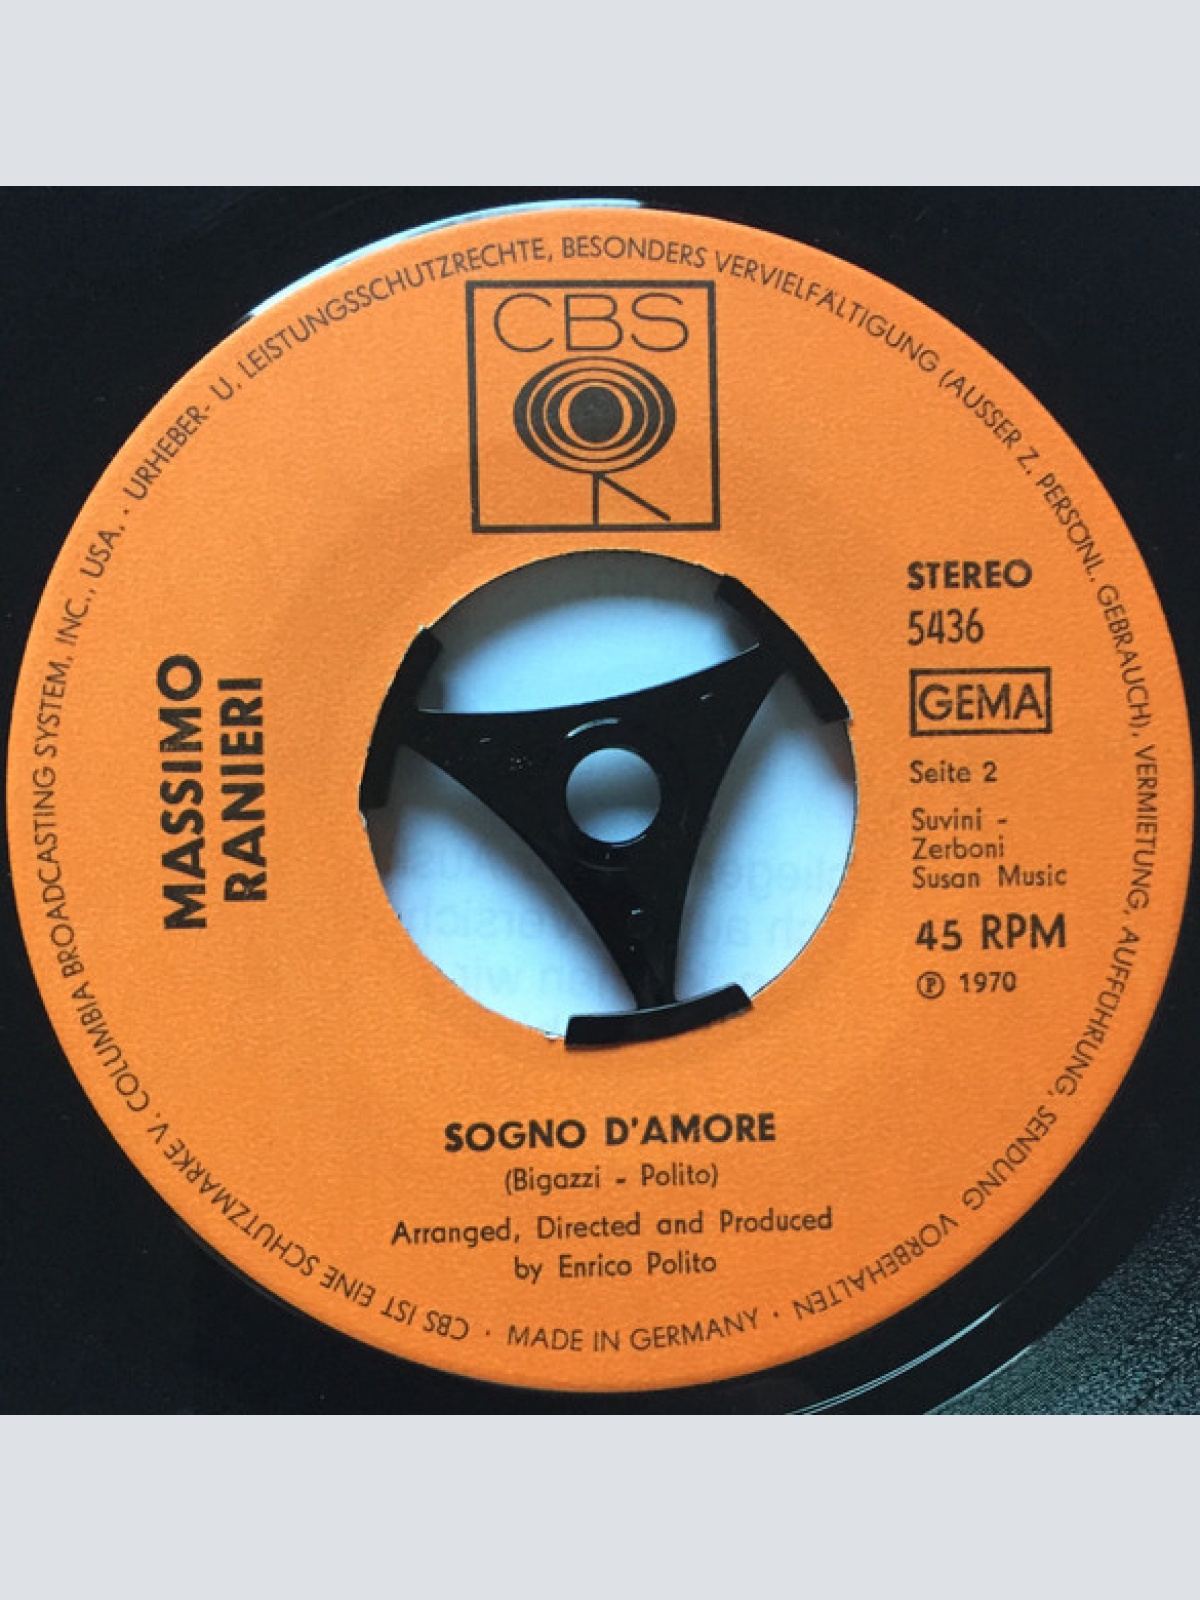 CBS
STEREO
5436
GEMA
Seite 2
Suvini -
Zerboni
Susan Music
45 RPM
Ⓟ 1970
MASSIMO
RANIERI
SOGNO D'AMORE
(Bigazzi - Polito)
Arranged, Directed and Produced
by Enrico Polito
CBS IST EINE SCHUTZMARKE V. COLUMBIA BROADCASTING SYSTEM, INC., USA. · URHEBER- U. LEISTUNGSSCHUTZRECHTE, BESONDERS VERVIELFÄLTIGUNG (AUSSER Z. PERSÖNL. GEBRAUCH), VERMIETUNG, AUFFÜHRUNG, SENDUNG VORBEHALTEN · MADE IN GERMANY ·